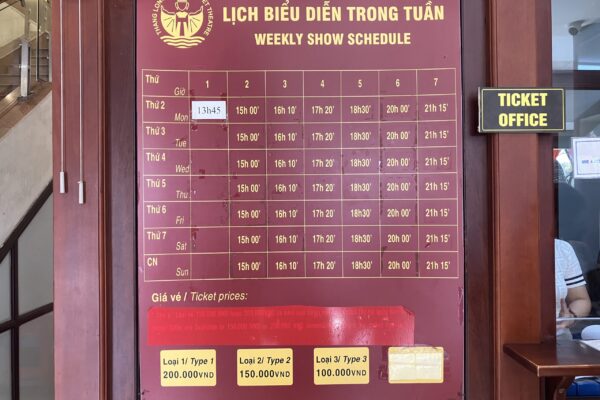 THANG LONG
THEATRE
LỊCH BIỂU DIỄN TRONG TUẦN
WEEKLY SHOW SCHEDULE
Thứ Giờ 1 2 3 4 5 6 7
Thứ 2 Mon 13h45 15h 00' 16h 10' 17h 20' 18h30' 20h 00' 21h 15'
Thứ 3 Tue 15h 00' 16h 10' 17h 20' 18h30' 20h 00' 21h 15'
Thứ 4 Wed 15h 00' 16h 10' 17h 20' 18h30' 20h 00' 21h 15'
Thứ 5 Thu 15h 00' 16h 10' 17h 20' 18h30' 20h 00' 21h 15'
Thứ 6 Fri 15h 00' 16h 10' 17h 20' 18h30' 20h 00' 21h 15'
Thứ 7 Sat 15h 00' 16h 10' 17h 20' 18h30' 20h 00' 21h 15'
CN Sun 15h 00' 16h 10' 17h 20' 18h30' 20h 00' 21h 15'
Giá vé / Ticket prices:
Loại 1/ Type 1 Loại 2/ Type 2 Loại 3/ Type 3
200.000VND 150.000VND 100.000VND
TICKET
OFFICE